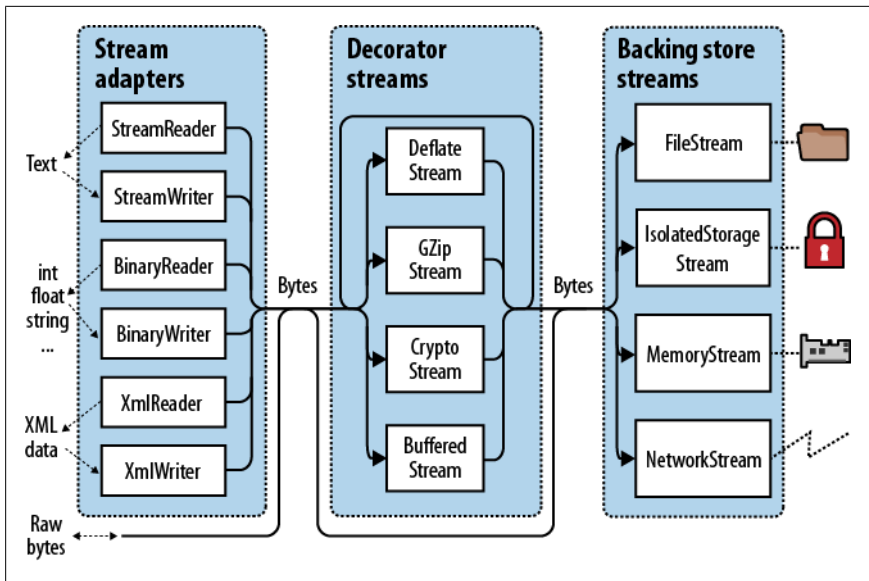 Stream
adapters
StreamReader
Text
StreamWriter
BinaryReader
int
float
string
...
BinaryWriter
XmlReader
XML
data
XmlWriter
Raw
bytes
Bytes
Decorator
streams
Deflate
Stream
GZip
Stream
Crypto
Stream
Buffered
Stream
Bytes
Backing store
streams
FileStream
IsolatedStorage
Stream
MemoryStream
NetworkStream